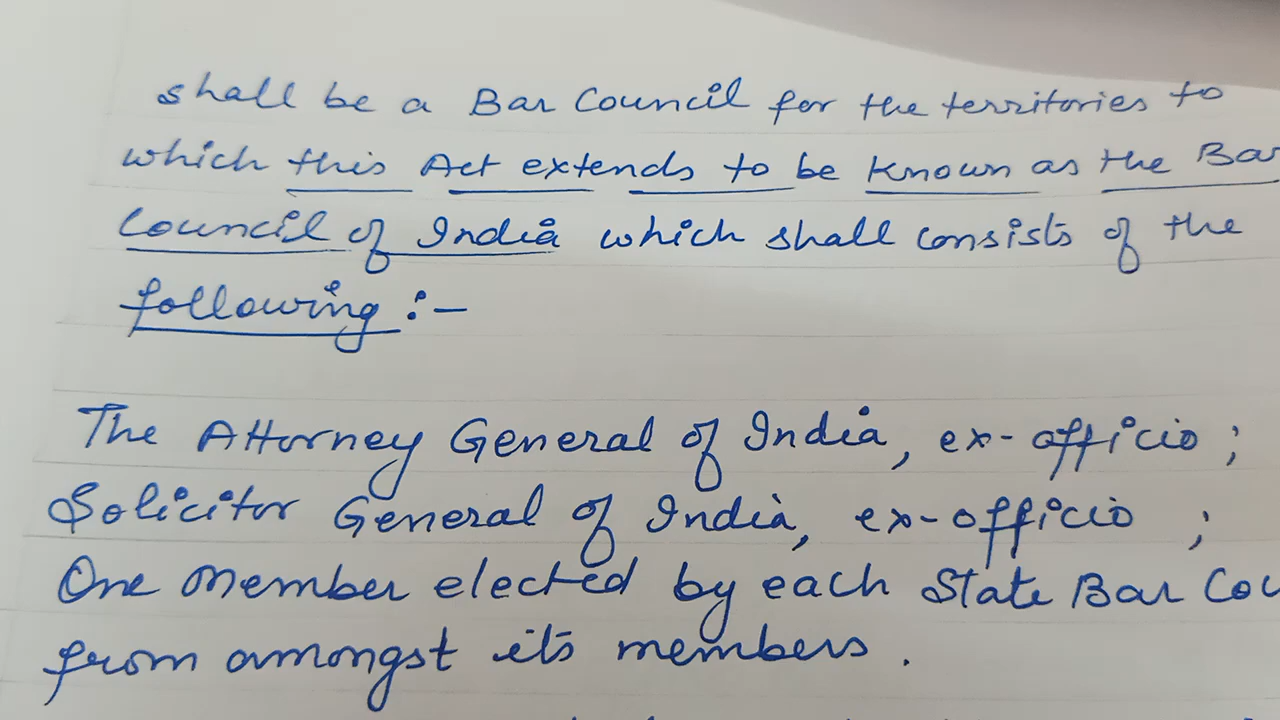 shall be a Bar Council for the territories to
which this Act extends to be known as the Bar
Council of India which shall consists of the
following :-
The Attorney General of India, ex-officio ;
Solicitor General of India, ex-officio ;
One member elected by each State Bar Cou
from amongst its members .